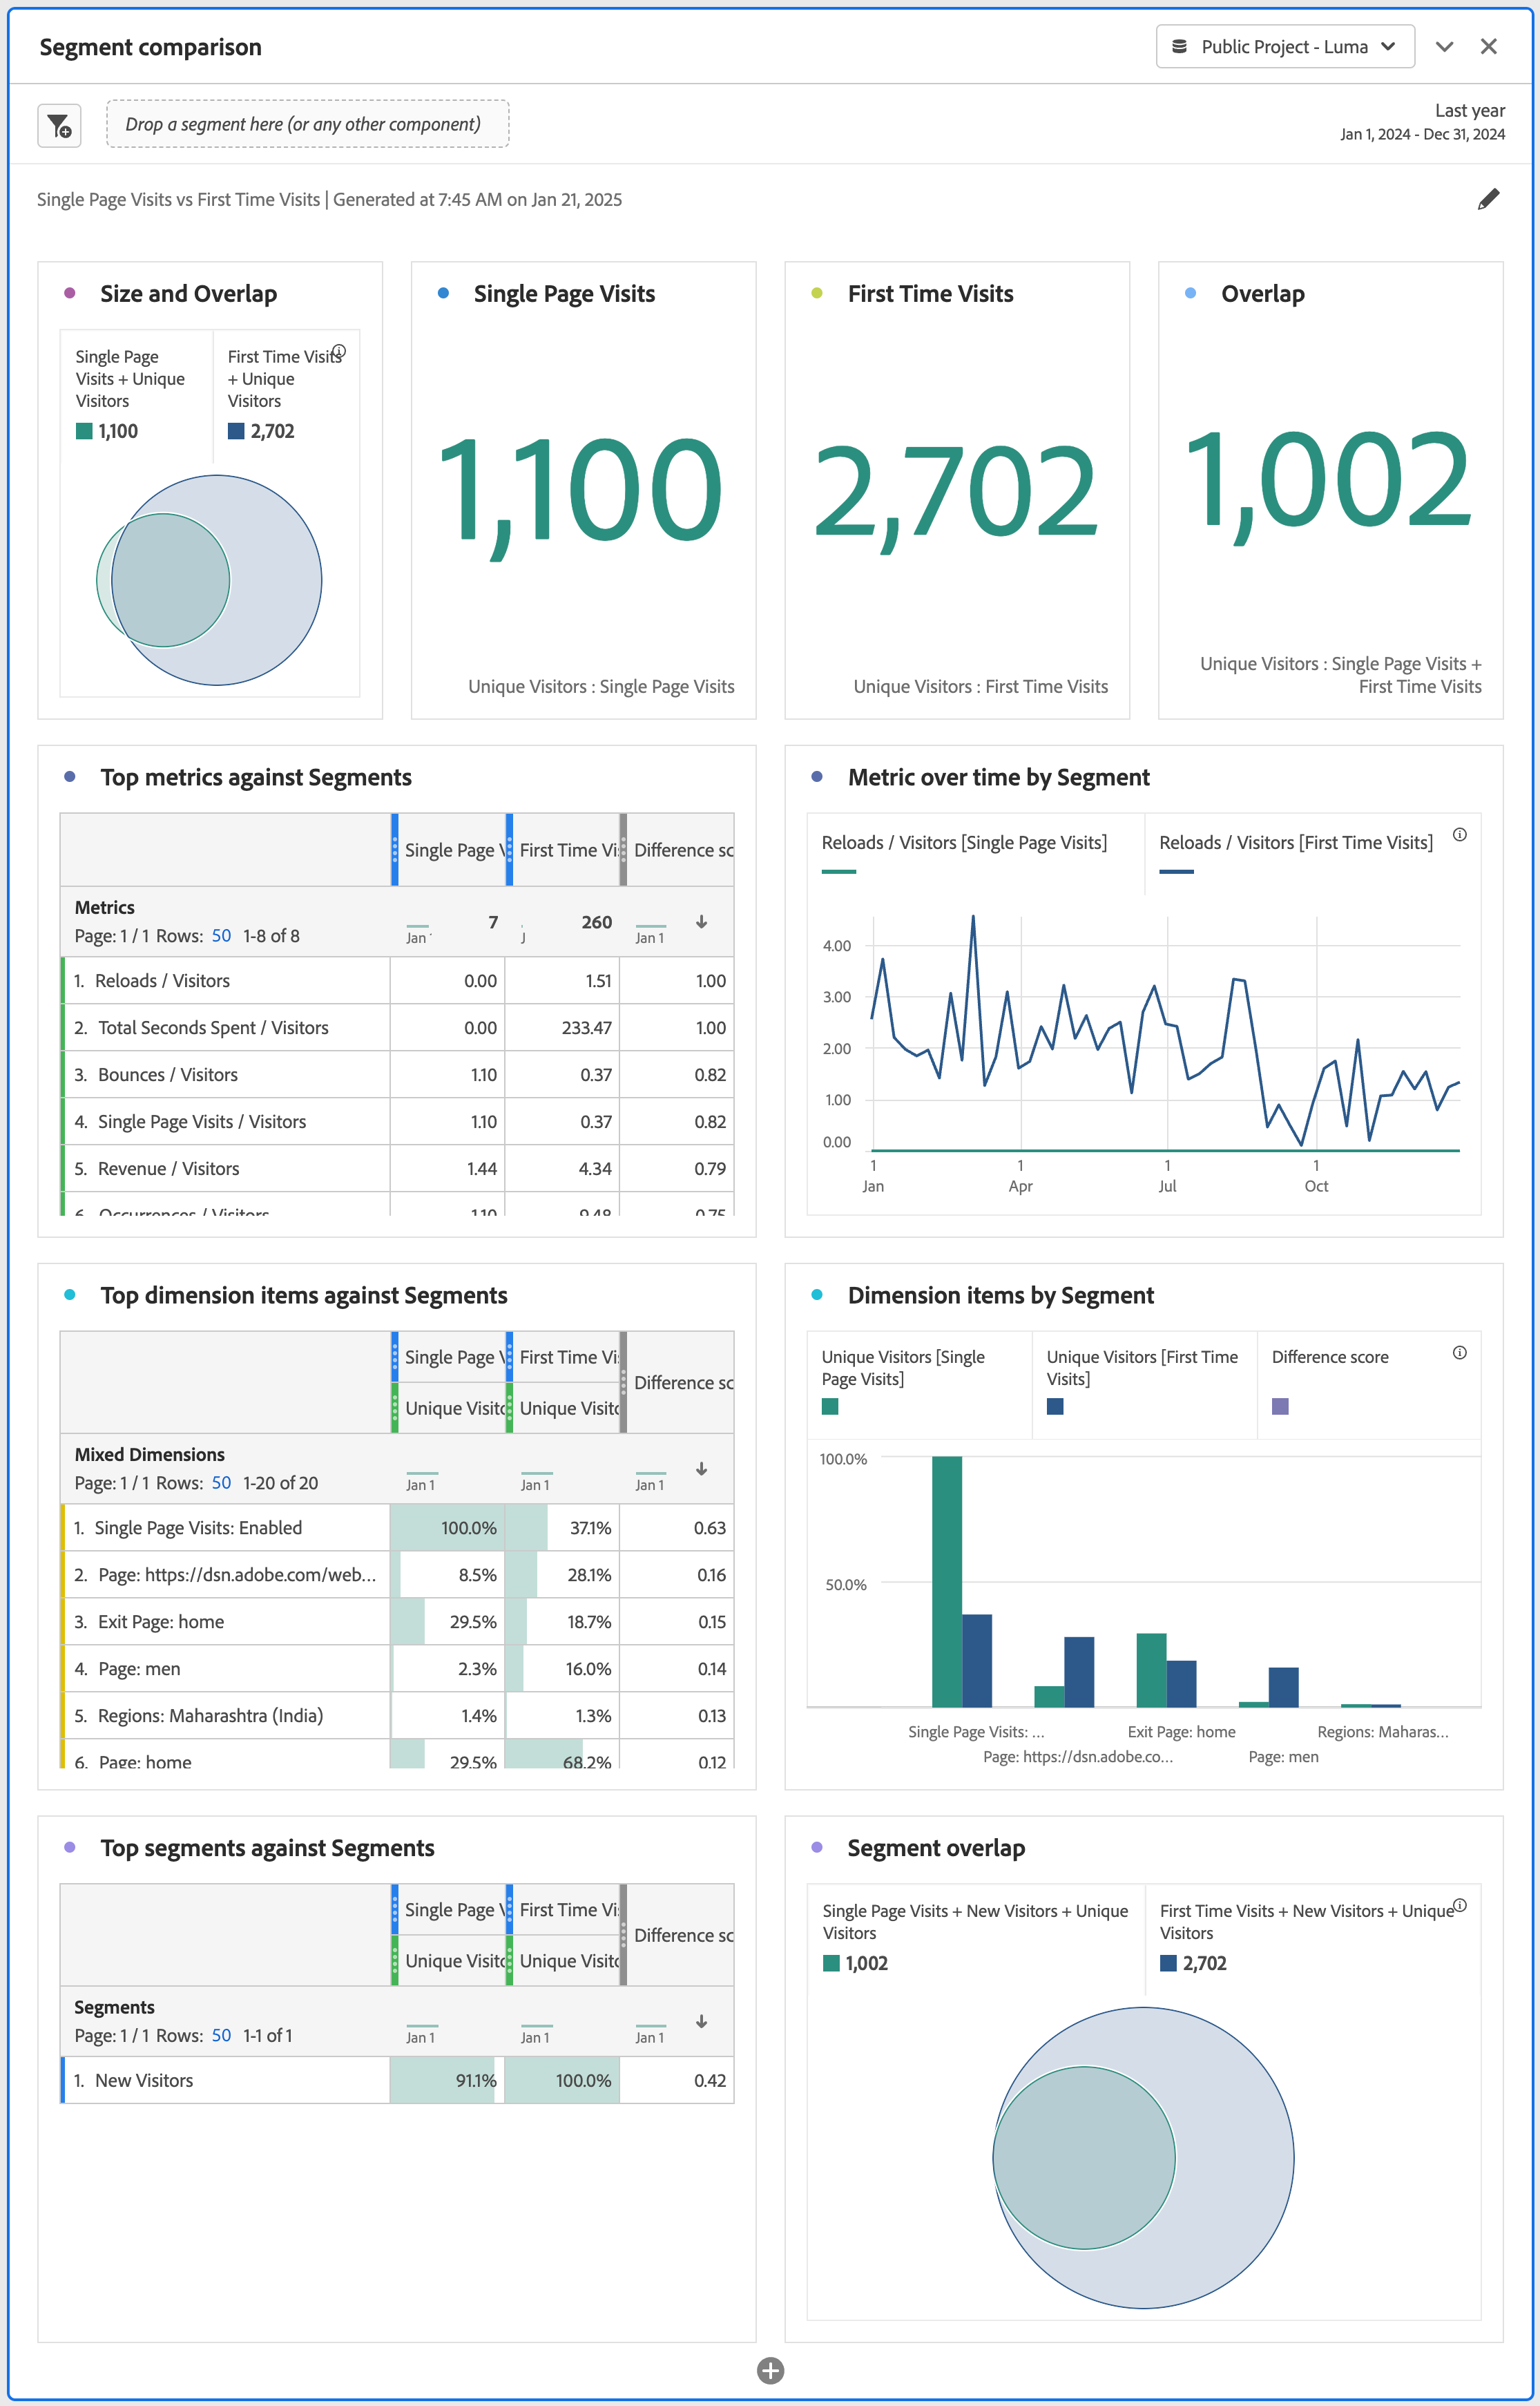 Segment comparison
Public Project - Luma
Drop a segment here (or any other component)
Last year
Jan 1, 2024 - Dec 31, 2024
Single Page Visits vs First Time Visits | Generated at 7:45 AM on Jan 21, 2025
Size and Overlap
Single Page
Visits + Unique
Visitors
1,100
First Time Visits
+ Unique
Visitors
2,702
Single Page Visits
1,100
Unique Visitors : Single Page Visits
First Time Visits
2,702
Unique Visitors : First Time Visits
Overlap
1,002
Unique Visitors : Single Page Visits +
First Time Visits
Top metrics against Segments
Single Page V First Time Vi Difference sc
Metrics
Page: 1 / 1 Rows: 50 1-8 of 8
7 260
Jan J Jan 1
1. Reloads / Visitors 0.00 1.51 1.00
2. Total Seconds Spent / Visitors 0.00 233.47 1.00
3. Bounces / Visitors 1.10 0.37 0.82
4. Single Page Visits / Visitors 1.10 0.37 0.82
5. Revenue / Visitors 1.44 4.34 0.79
6. Occurrences / Visitors 1.10 9.48 0.75
Metric over time by Segment
Reloads / Visitors [Single Page Visits]
Reloads / Visitors [First Time Visits]
4.00
3.00
2.00
1.00
0.00
1 1 1 1
Jan Apr Jul Oct
Top dimension items against Segments
Single Page V First Time Vi Difference sc
Unique Visito Unique Visito
Mixed Dimensions
Page: 1 / 1 Rows: 50 1-20 of 20
Jan 1 Jan 1 Jan 1
1. Single Page Visits: Enabled 100.0% 37.1% 0.63
2. Page: https://dsn.adobe.com/web... 8.5% 28.1% 0.16
3. Exit Page: home 29.5% 18.7% 0.15
4. Page: men 2.3% 16.0% 0.14
5. Regions: Maharashtra (India) 1.4% 1.3% 0.13
6. Page: home 29.5% 68.2% 0.12
Dimension items by Segment
Unique Visitors [Single
Page Visits]
Unique Visitors [First Time
Visits]
Difference score
100.0%
50.0%
Single Page Visits: ... Exit Page: home Regions: Maharas...
Page: https://dsn.adobe.co... Page: men
Top segments against Segments
Single Page V First Time Vi Difference sc
Unique Visito Unique Visito
Segments
Page: 1 / 1 Rows: 50 1-1 of 1
Jan 1 Jan 1 Jan 1
1. New Visitors 91.1% 100.0% 0.42
Segment overlap
Single Page Visits + New Visitors + Unique
Visitors
1,002
First Time Visits + New Visitors + Unique
Visitors
2,702